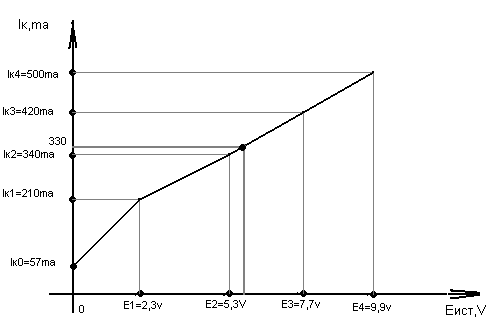 Iк,ma
Iк4=500ma
Iк3=420ma
330
Iк2=340ma
Iк1=210ma
Iк0=57ma
0
E1=2,3v
E2=5,3V
E3=7,7v
E4=9,9v
Eист,V